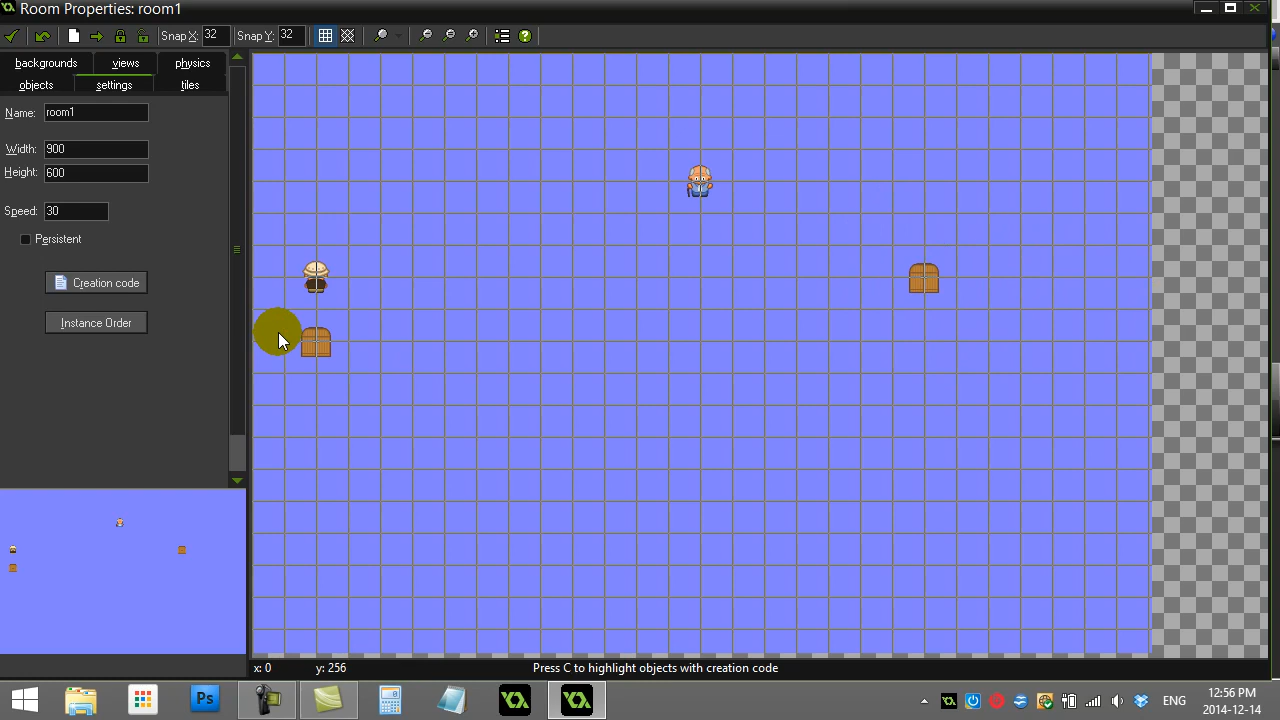 Room Properties: room1
Snap X: 32 Snap Y: 32
backgrounds views physics
objects settings tiles
Name: room1
Width: 900
Height: 600
Speed: 30
Persistent
Creation code
Instance Order
x: 0 y: 256 Press C to highlight objects with creation code
Ps ENG 12:56 PM
2014-12-14